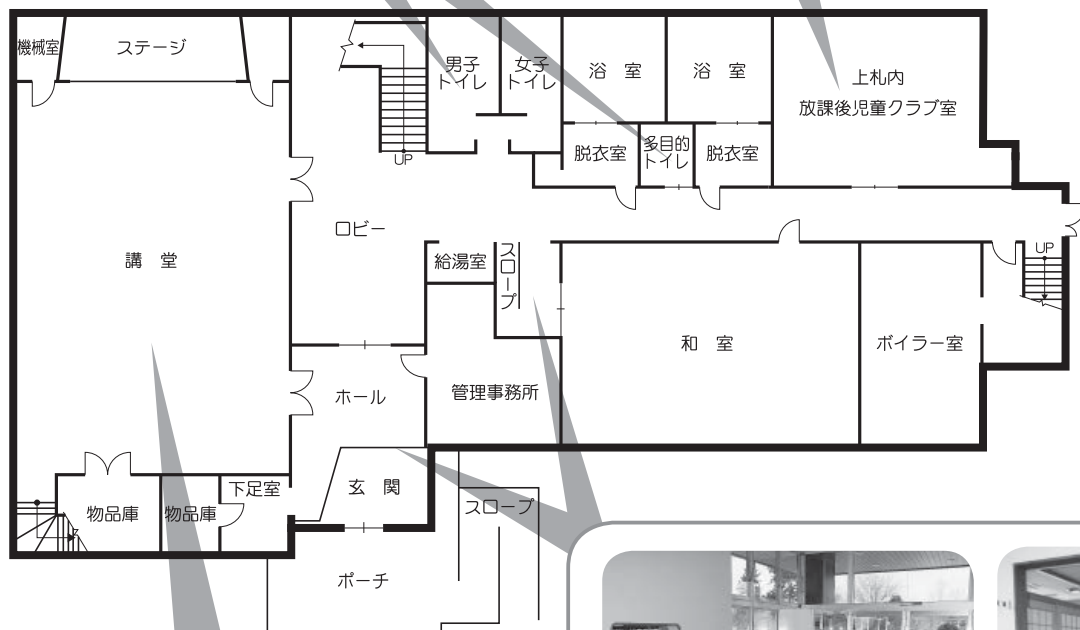 機械室
ステージ
男子
トイレ
女子
トイレ
浴 室
浴 室
上札内
放課後児童クラブ室
脱衣室
多目的
トイレ
脱衣室
UP
ロビー
講 堂
給湯室
スロープ
UP
和 室
ボイラー室
ホール
管理事務所
下足室
玄 関
物品庫
物品庫
スロープ
ポーチ